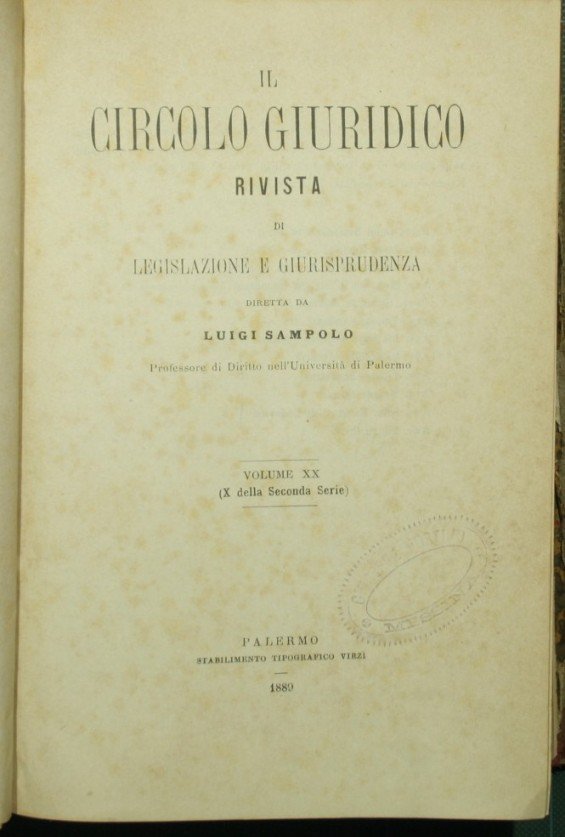 IL
CIRCOLO GIURIDICO
RIVISTA
DI
LEGISLAZIONE E GIURISPRUDENZA
DIRETTA DA
LUIGI SAMPOLO
Professore di Diritto nell'Università di Palermo
VOLUME XX
(X della Seconda Serie)
PALERMO
STABILIMENTO TIPOGRAFICO VIRZÌ
1889